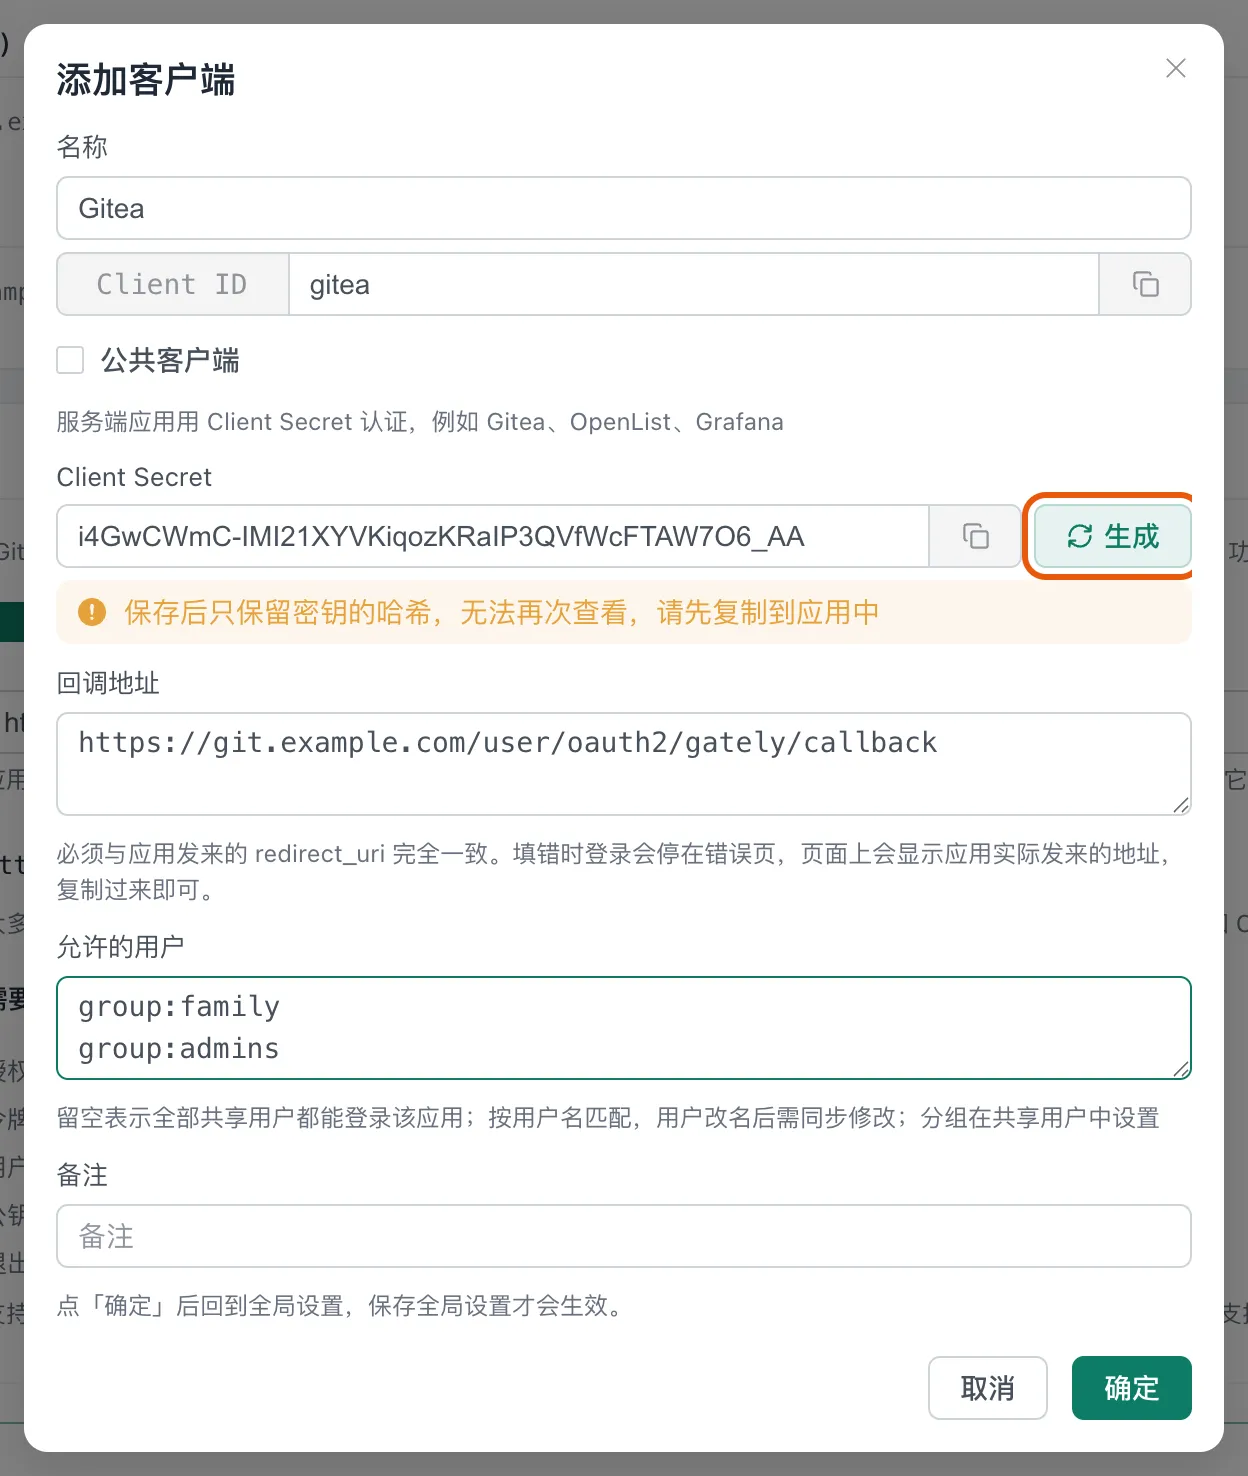 添加客户端
名称
Gitea
Client ID
gitea
公共客户端
服务端应用用 Client Secret 认证，例如 Gitea、OpenList、Grafana
Client Secret
i4GwCWmC-IMI21XYVKiqozKRaIP3QVfWcFTAW7O6_AA
生成
保存后只保留密钥的哈希，无法再次查看，请先复制到应用中
回调地址
https://git.example.com/user/oauth2/gately/callback
必须与应用发来的 redirect_uri 完全一致。填错时登录会停在错误页，页面上会显示应用实际发来的地址，
复制过来即可。
允许的用户
group:family
group:admins
留空表示全部共享用户都能登录该应用；按用户名匹配，用户改名后需同步修改；分组在共享用户中设置
备注
备注
点「确定」后回到全局设置，保存全局设置才会生效。
取消
确定